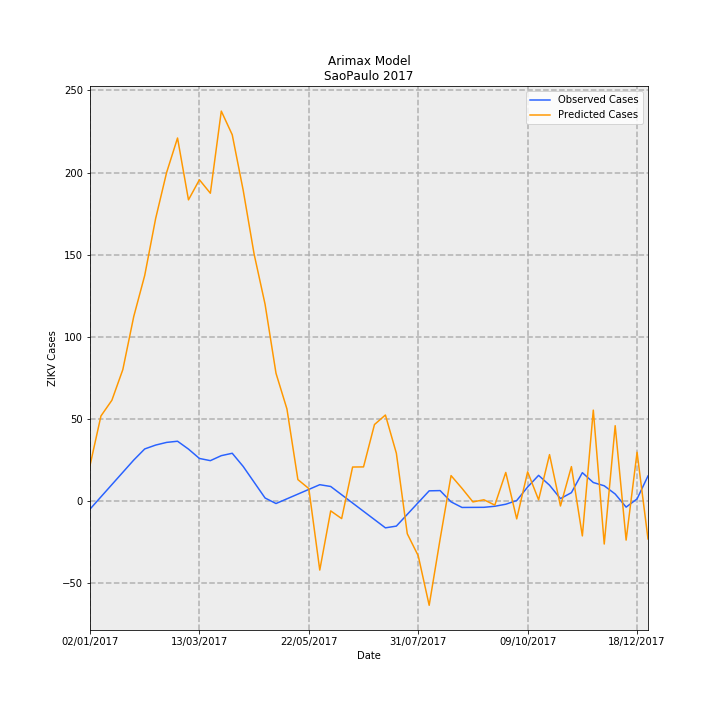 Arimax Model
SaoPaulo 2017
Observed Cases
Predicted Cases
ZIKV Cases
250
200
150
100
50
0
−50
02/01/2017
13/03/2017
22/05/2017
31/07/2017
09/10/2017
18/12/2017
Date